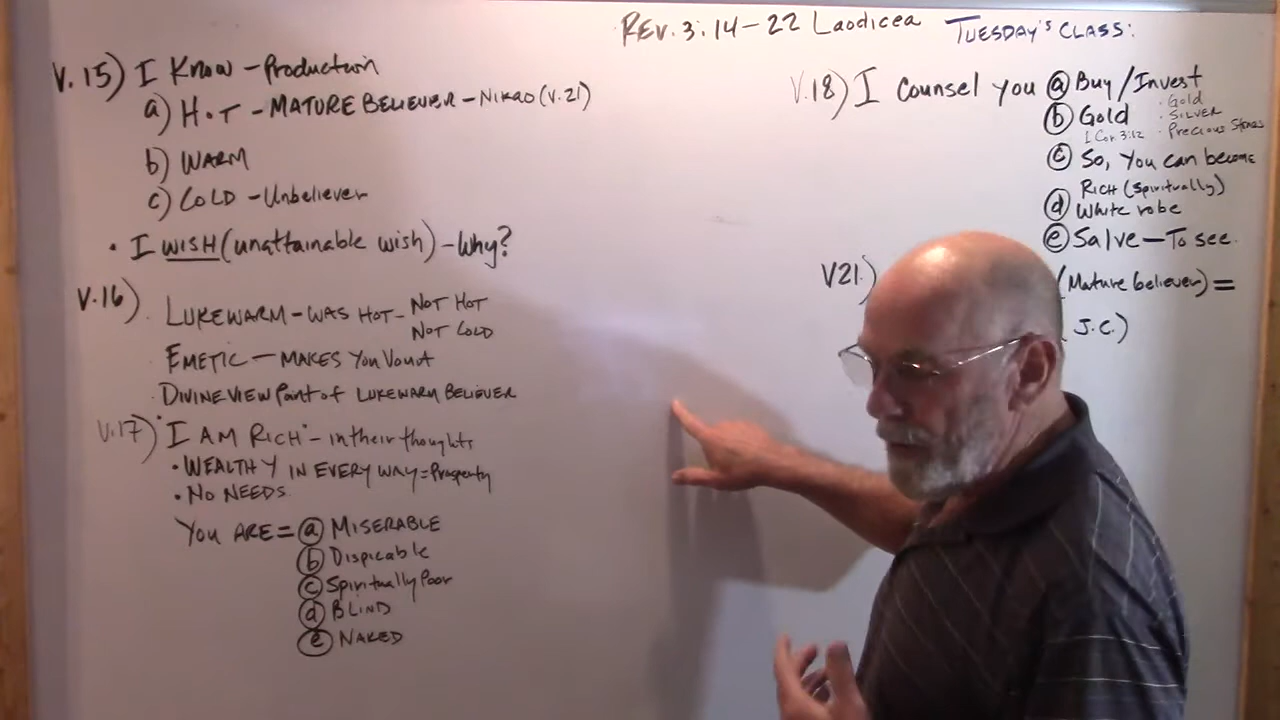 REV. 3:14-22 Laodicea TUESDAY'S CLASS:
V.15) I KNOW - Production
a) HOT - MATURE BELIEVER - NIKAO (V.21)
b) WARM
c) COLD - Unbeliever
• I WISH (unattainable wish) - Why?
V.16)
LUKEWARM - WAS HOT - NOT HOT
NOT COLD
EMETIC - MAKES YOU VOMIT
DIVINE VIEW Point OF LUKEWARM BELIEVER
V.17) "I AM RICH" - in their thoughts
• WEALTHY IN EVERY WAY = Prosperity
• NO NEEDS
YOU ARE = a MISERABLE
b Dispicable
c Spiritually Poor
d BLIND
e NAKED
V.18) I Counsel you a Buy / Invest
b Gold
1 Cor 3:12
• Gold
• SILVER
• Precious Stones
c So, You can become
RICH (Spiritually)
d White robe
e Salve - To see.
V21.)
(Mature believer) =
J.C.)